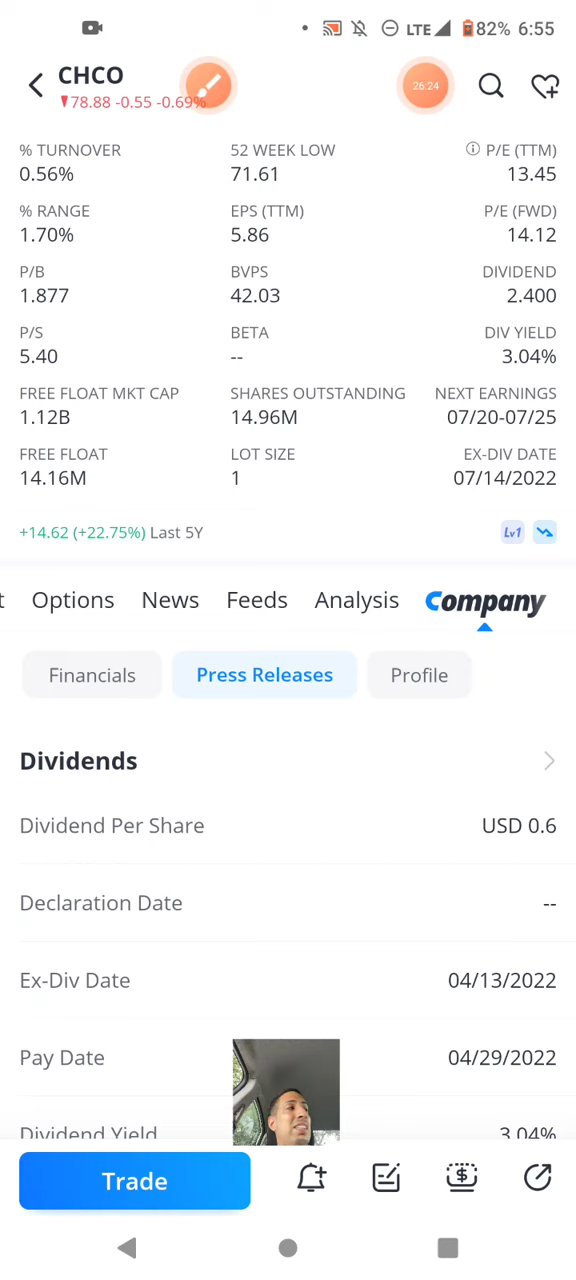 LTE 82% 6:55
CHCO
▼78.88 -0.55 -0.69%
26:24
% TURNOVER 52 WEEK LOW P/E (TTM)
0.56% 71.61 13.45
% RANGE EPS (TTM) P/E (FWD)
1.70% 5.86 14.12
P/B BVPS DIVIDEND
1.877 42.03 2.400
P/S BETA DIV YIELD
5.40 -- 3.04%
FREE FLOAT MKT CAP SHARES OUTSTANDING NEXT EARNINGS
1.12B 14.96M 07/20-07/25
FREE FLOAT LOT SIZE EX-DIV DATE
14.16M 1 07/14/2022
+14.62 (+22.75%) Last 5Y Lv1
t Options News Feeds Analysis Company
Financials Press Releases Profile
Dividends
Dividend Per Share USD 0.6
Declaration Date --
Ex-Div Date 04/13/2022
Pay Date 04/29/2022
Dividend Yield 3.04%
Trade